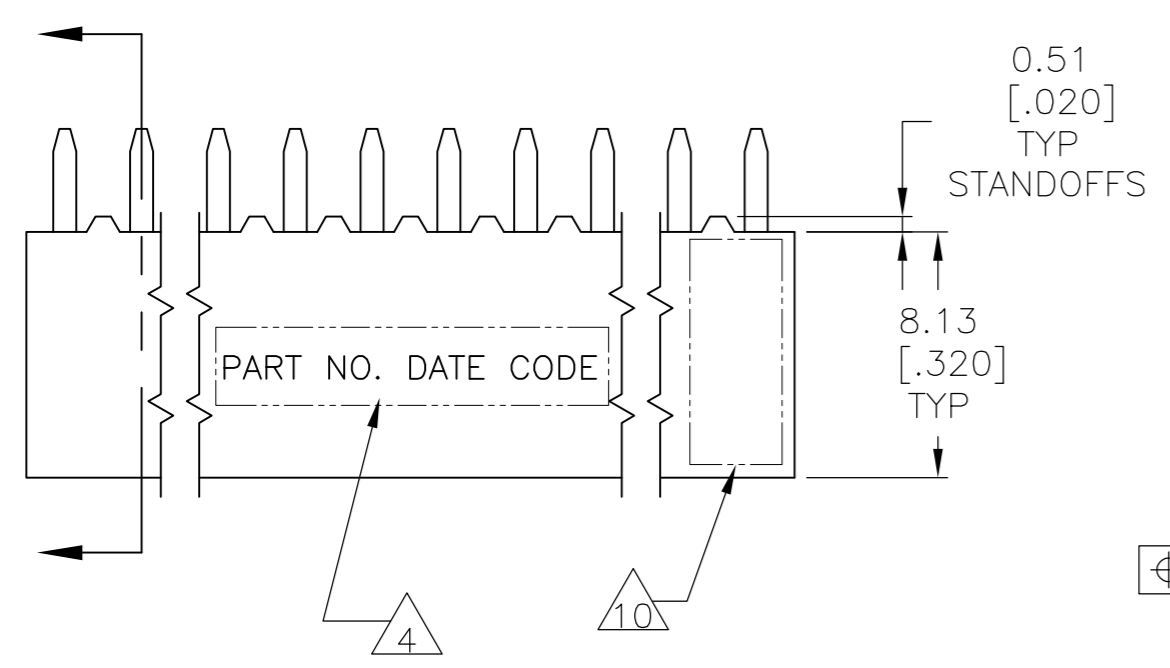 0.51
[.020]
TYP
STANDOFFS
8.13
[.320]
TYP
PART NO. DATE CODE
4
10